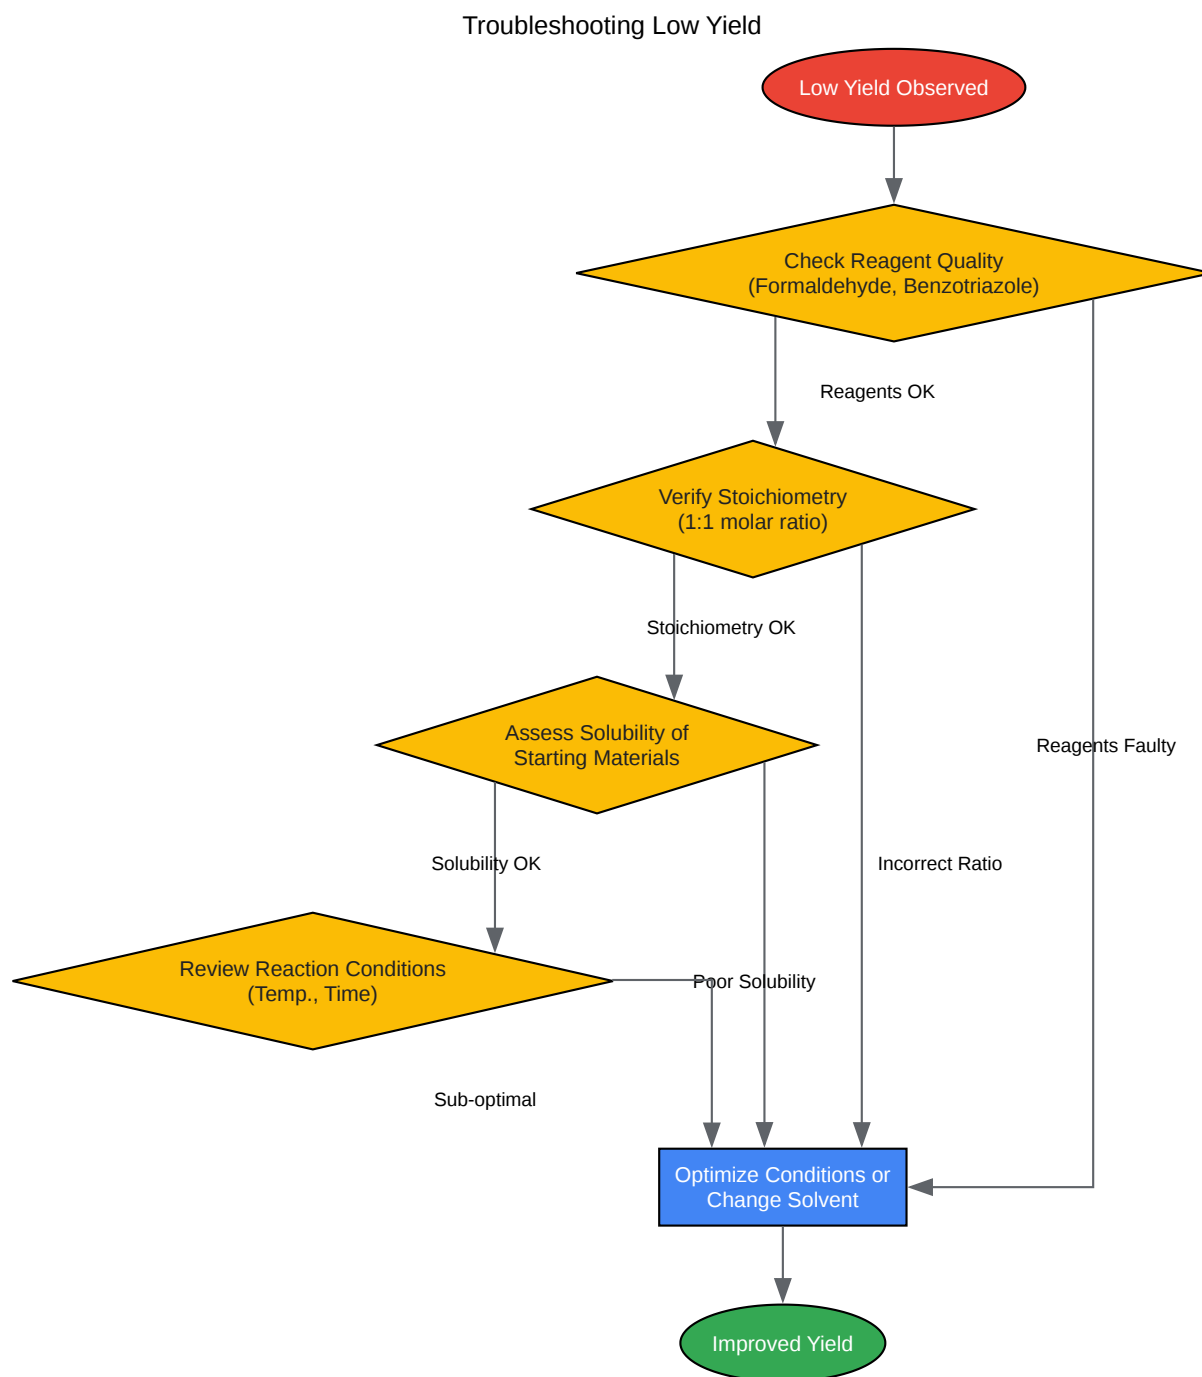 Troubleshooting Low Yield
Low Yield Observed
Check Reagent Quality
(Formaldehyde, Benzotriazole)
Reagents OK
Verify Stoichiometry
(1:1 molar ratio)
Stoichiometry OK
Assess Solubility of
Starting Materials
Reagents Faulty
Solubility OK
Incorrect Ratio
Review Reaction Conditions
(Temp., Time)
Poor Solubility
Sub-optimal
Optimize Conditions or
Change Solvent
Improved Yield